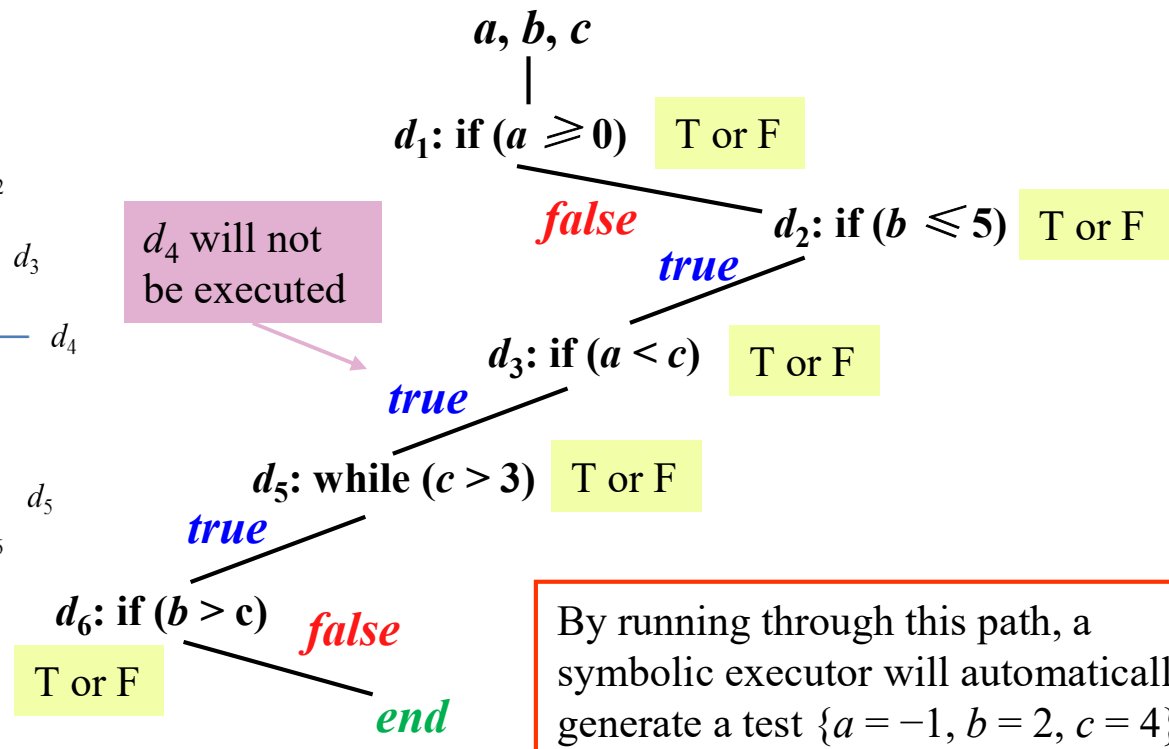 a, b, c
d₁: if (a ⩾ 0) T or F
false
d₂: if (b ⩽ 5) T or F
true
2
d₃
d₄ will not
be executed
d₄
d₃: if (a < c) T or F
true
d₅: while (c > 3) T or F
d₅
true
d₆: if (b > c)
false
T or F
end
By running through this path, a
symbolic executor will automaticall
generate a test {a = −1, b = 2, c = 4}